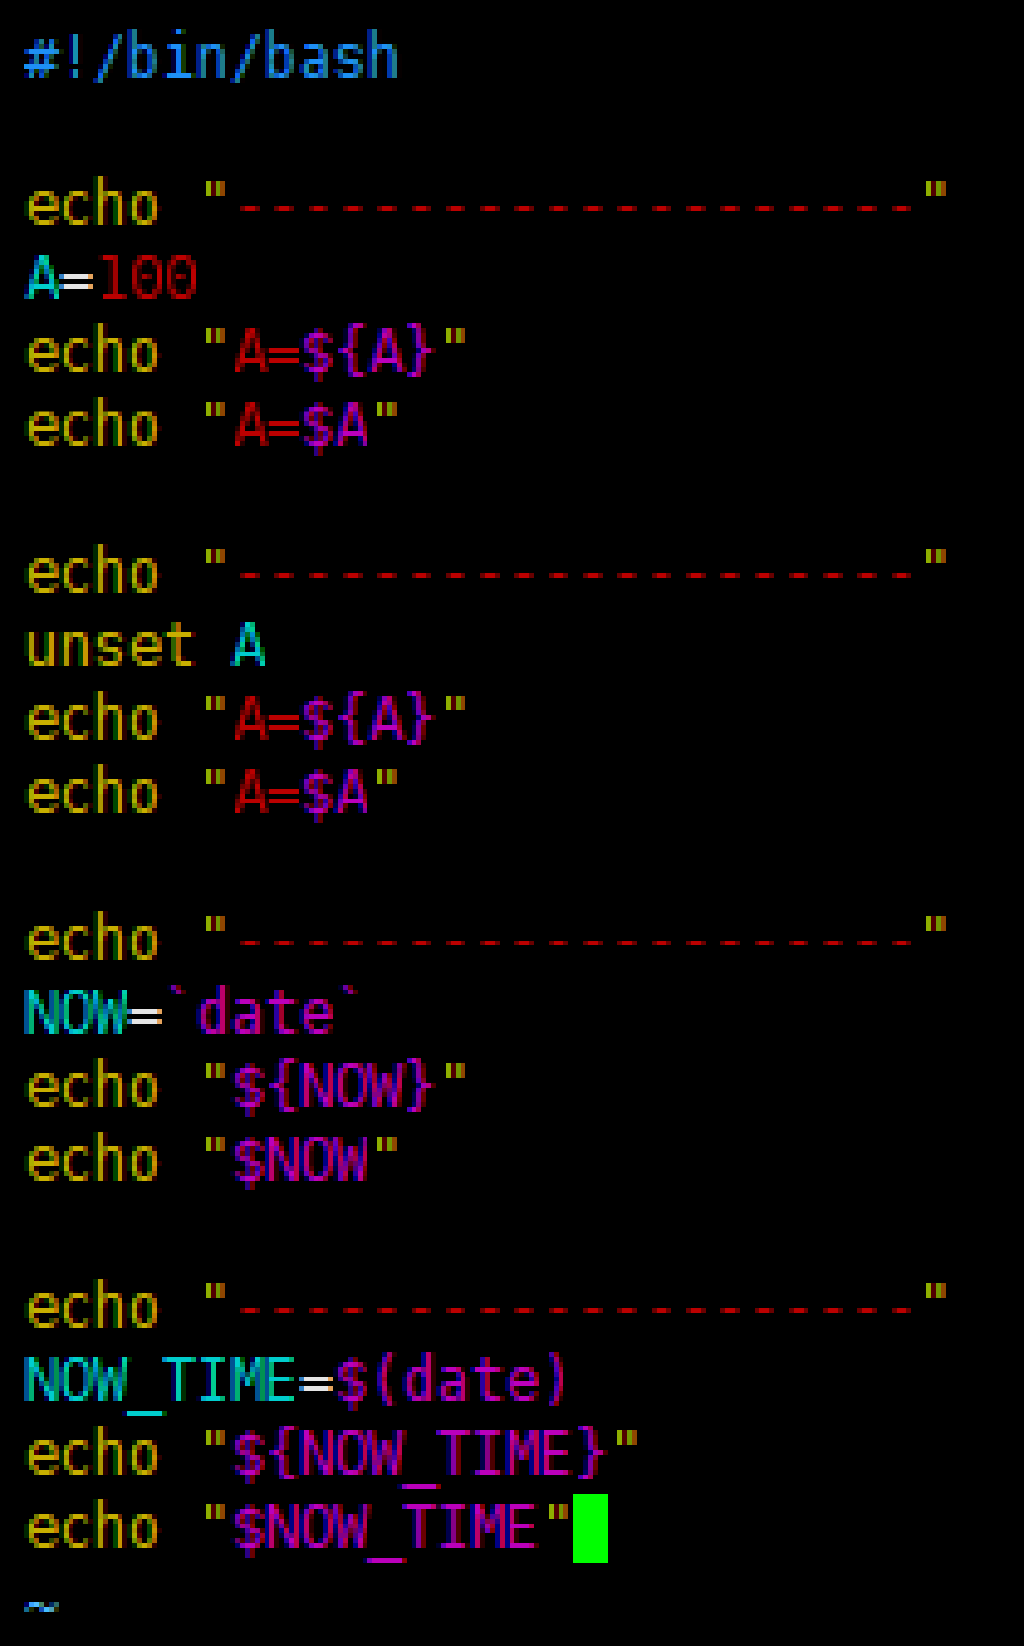 #!/bin/bash
echo "--------------------"
A=100
echo "A=${A}"
echo "A=$A"
echo "--------------------"
unset A
echo "A=${A}"
echo "A=$A"
echo "--------------------"
NOW=`date`
echo "${NOW}"
echo "$NOW"
echo "--------------------"
NOW_TIME=$(date)
echo "${NOW_TIME}"
echo "$NOW_TIME"
~